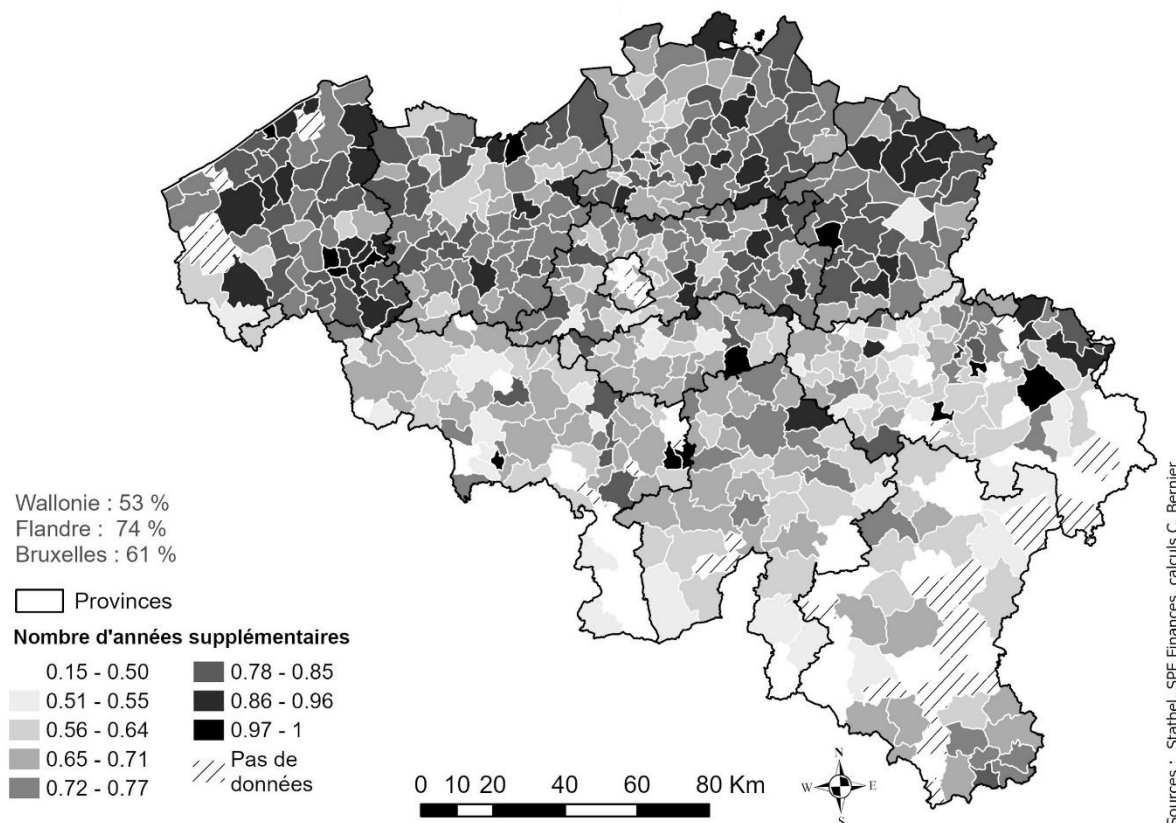 Wallonie : 53 %
Flandre : 74 %
Bruxelles : 61 %
Provinces
Nombre d'années supplémentaires
0.15 - 0.50
0.51 - 0.55
0.56 - 0.64
0.65 - 0.71
0.72 - 0.77
0.78 - 0.85
0.86 - 0.96
0.97 - 1
Pas de
données
0 10 20 40 60 80 Km
N
W E
S
Sources : Statbel, SPF Finances, calculs C. Bernier